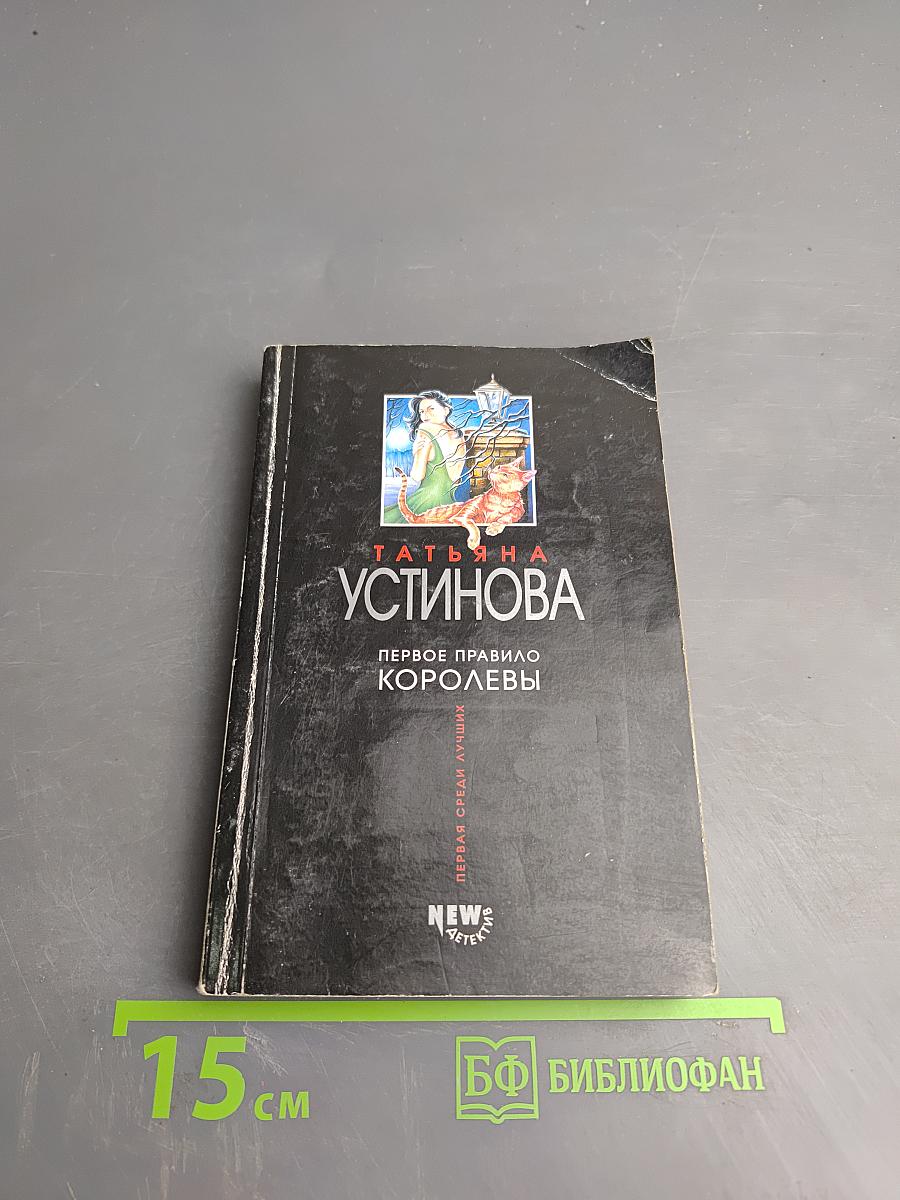 ТАТЬЯНА
УСТИНОВА
ПЕРВОЕ ПРАВИЛО
КОРОЛЕВЫ
ПЕРВАЯ СРЕДИ ЛУЧШИХ
NEW
ДЕТЕКТИВ
15 см
БФ БИБЛИОФАН